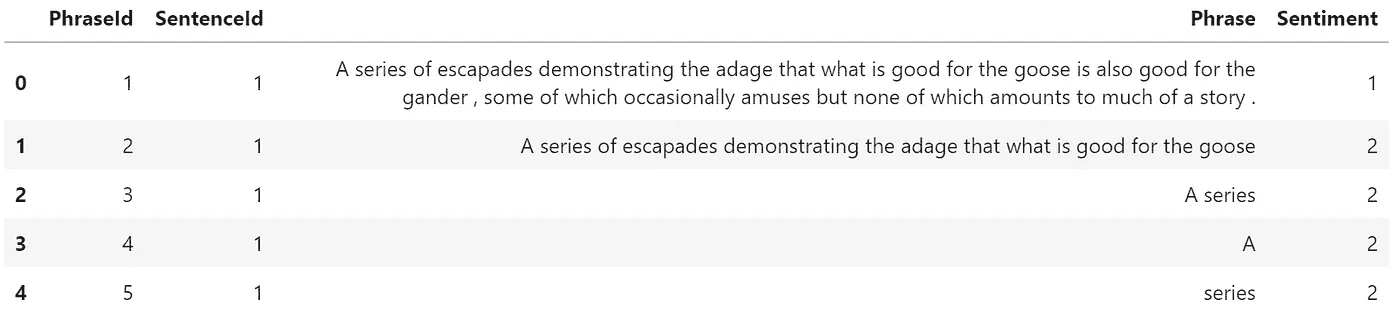 PhraseId SentenceId Phrase Sentiment
0 1 1 A series of escapades demonstrating the adage that what is good for the goose is also good for the
gander , some of which occasionally amuses but none of which amounts to much of a story . 1
1 2 1 A series of escapades demonstrating the adage that what is good for the goose 2
2 3 1 A series 2
3 4 1 A 2
4 5 1 series 2